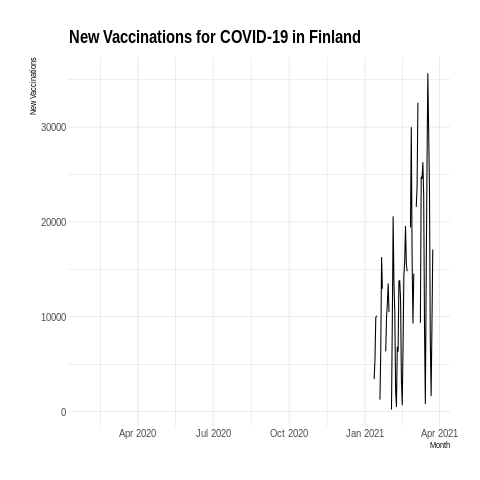 New Vaccinations for COVID-19 in Finland
New Vaccinations
30000
20000
10000
0
Apr 2020 Jul 2020 Oct 2020 Jan 2021 Apr 2021
Month